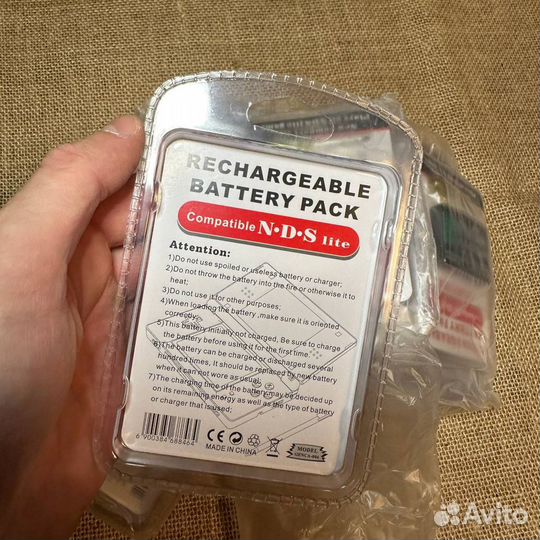 RECHARGEABLE
BATTERY PACK
Compatible N·D·S lite
Attention:
1)Do not use spoiled or useless battery or charger;
2)Do not throw the battery into the fire or otherwise it to
heat;
3)Do not use it for other purposes;
4)When loading the battery ,make sure it is oriented
correctly;
5)This battery initially not charged, Be sure to charge
the battery before using it for the first time.
6)The battery can be charged or discharged several
hundred times, It should be replaced by new battery
when it can not work as usual;
7)The charging time of the battery may be decided up
on its remaining energy as well as the type of battery
or charger that is used;
6 900384 688464
CE
MADE IN CHINA
MODEL
Avito